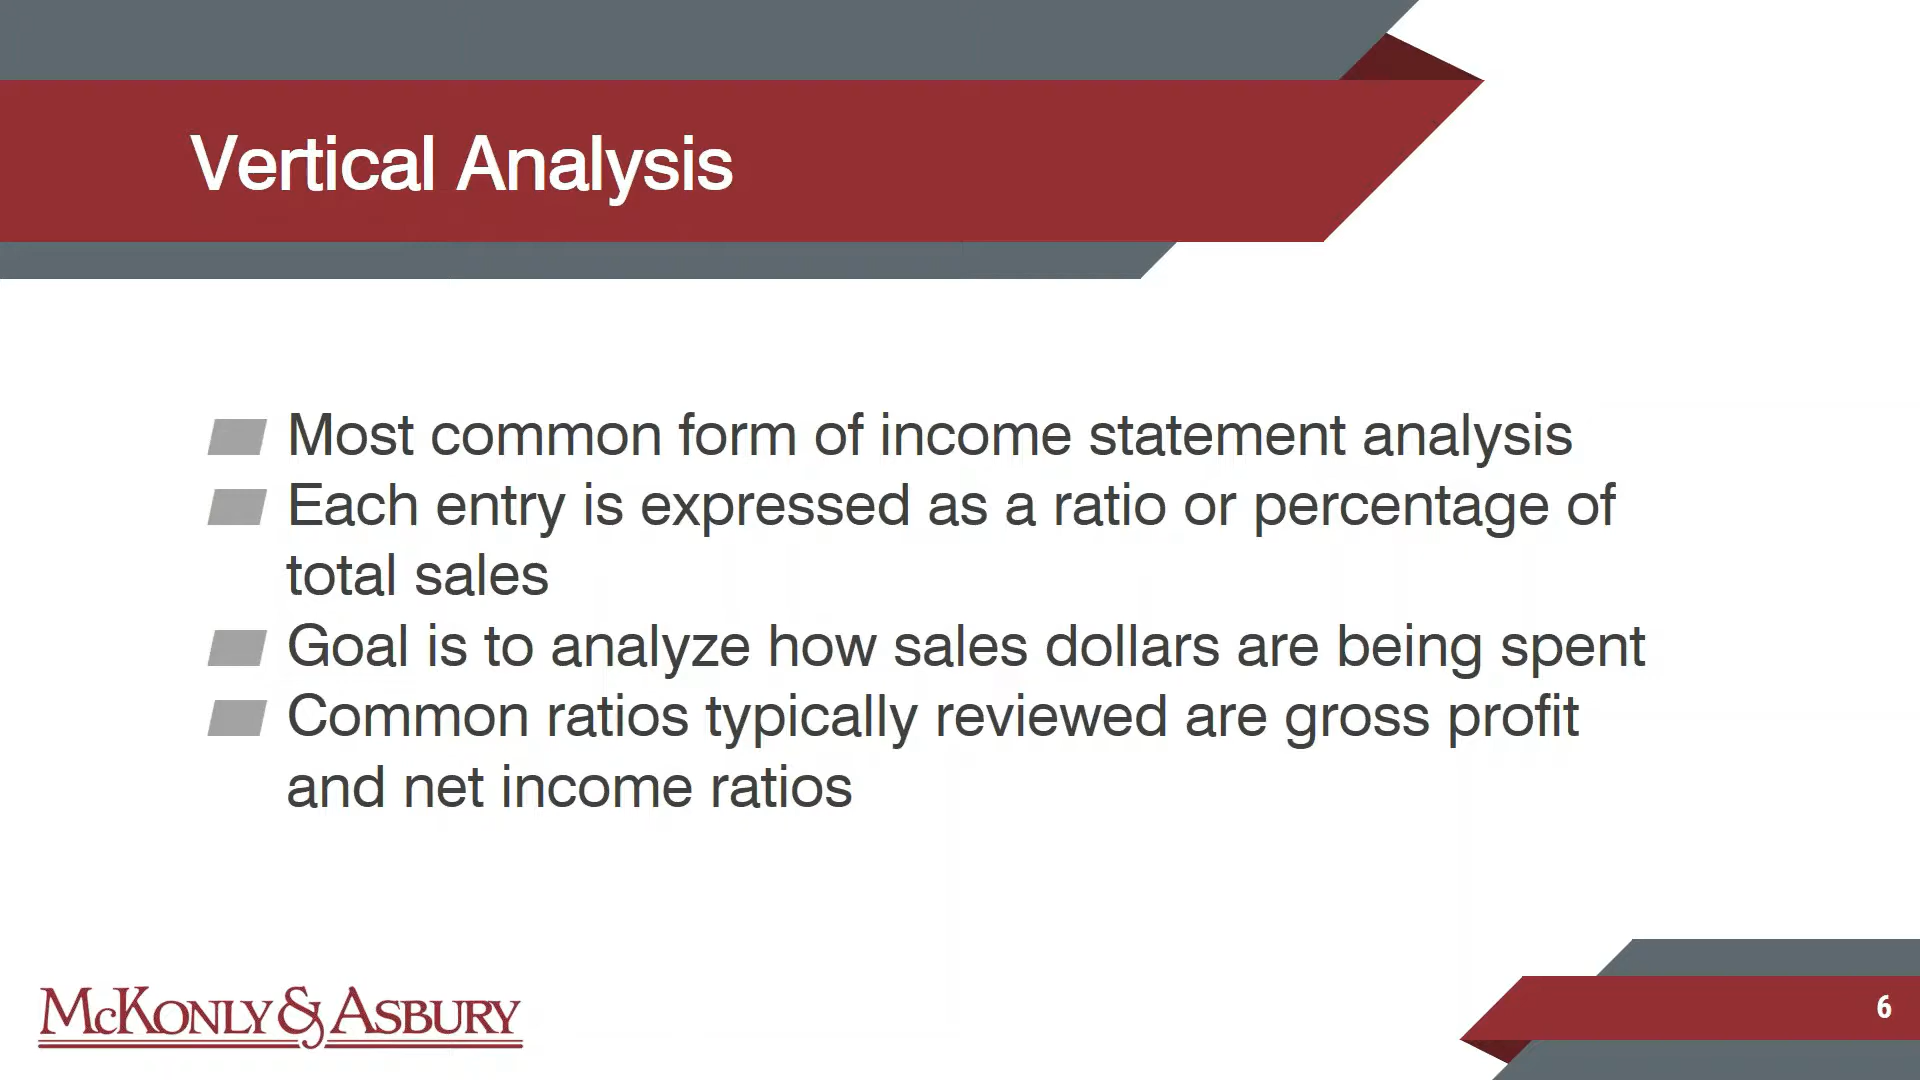 Vertical Analysis
Most common form of income statement analysis
Each entry is expressed as a ratio or percentage of
total sales
Goal is to analyze how sales dollars are being spent
Common ratios typically reviewed are gross profit
and net income ratios
McKonly & Asbury
6